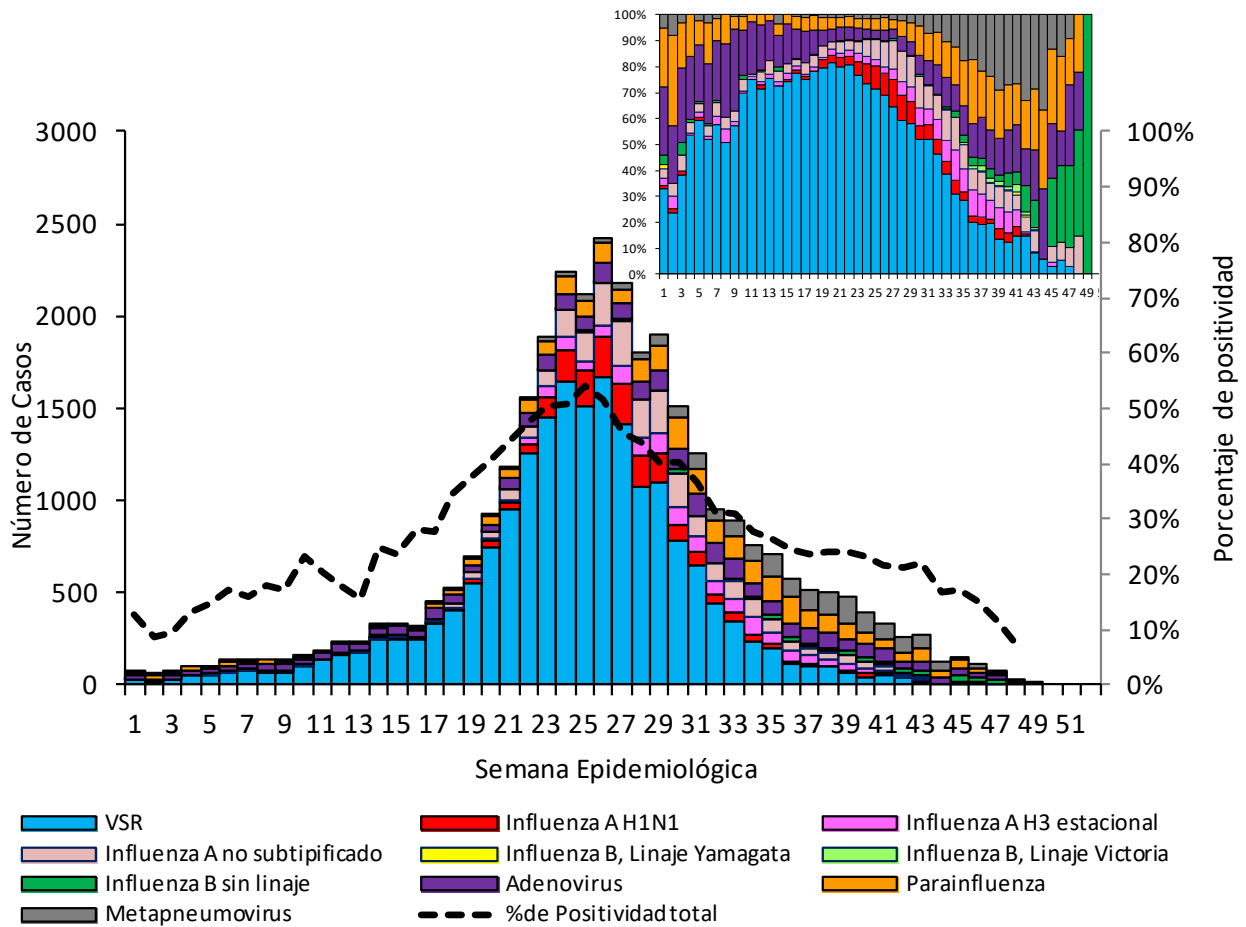 100%
90%
80%
70%
60%
50%
40%
30%
20%
10%
0%
1 3 5 7 9 11 13 15 17 19 21 23 25 27 29 31 33 35 37 39 41 43 45 47 49
3000
2500
2000
1500
1000
500
0
Número de Casos
100%
90%
80%
70%
60%
50%
40%
30%
20%
10%
0%
Porcentaje de positividad
1 3 5 7 9 11 13 15 17 19 21 23 25 27 29 31 33 35 37 39 41 43 45 47 49 51
Semana Epidemiológica
VSR
Influenza A H1N1
Influenza A H3 estacional
Influenza A no subtipificado
Influenza B, Linaje Yamagata
Influenza B, Linaje Victoria
Influenza B sin linaje
Adenovirus
Parainfluenza
Metapneumovirus
%de Positividad total